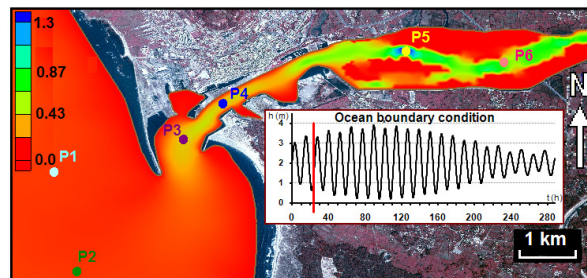 1.3
0.87
0.43
0.0
P1
P2
P3
P4
P5
P6
N
Ocean boundary condition
h (m)
4
3
2
1
0
t (h)
0 40 80 120 160 200 240 280
1 km